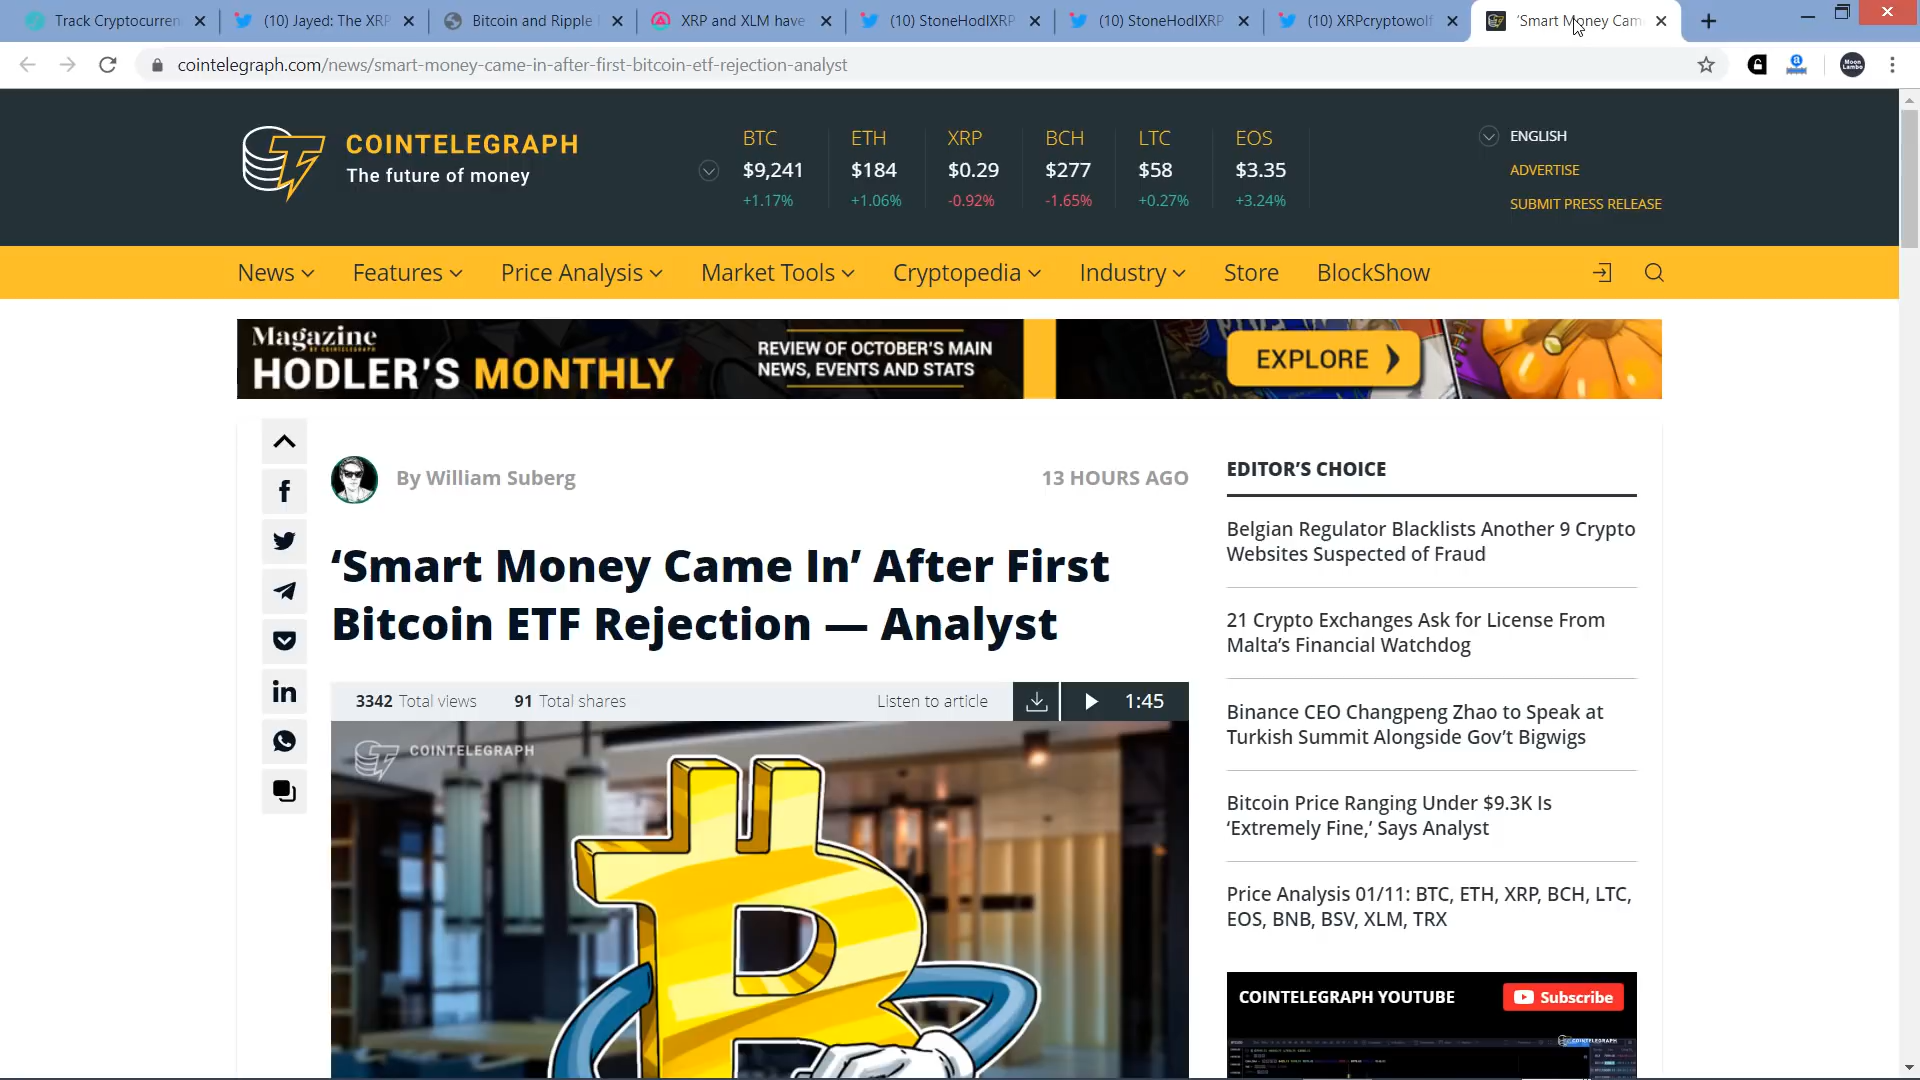 Track Cryptocurren
(10) Jayed: The XRP
Bitcoin and Ripple
XRP and XLM have
(10) StoneHodlXRP
(10) StoneHodlXRP
(10) XRPcryptowolf
‘Smart Money Cam
cointelegraph.com/news/smart-money-came-in-after-first-bitcoin-etf-rejection-analyst
Moon Lambo
COINTELEGRAPH
The future of money
BTC ETH XRP BCH LTC EOS
$9,241 $184 $0.29 $277 $58 $3.35
+1.17% +1.06% -0.92% -1.65% +0.27% +3.24%
ENGLISH
ADVERTISE
SUBMIT PRESS RELEASE
News Features Price Analysis Market Tools Cryptopedia Industry Store BlockShow
Magazine
BY COINTELEGRAPH
HODLER'S MONTHLY
REVIEW OF OCTOBER'S MAIN
NEWS, EVENTS AND STATS
EXPLORE
By William Suberg
13 HOURS AGO
‘Smart Money Came In’ After First
Bitcoin ETF Rejection — Analyst
3342 Total views 91 Total shares Listen to article 1:45
COINTELEGRAPH
EDITOR’S CHOICE
Belgian Regulator Blacklists Another 9 Crypto
Websites Suspected of Fraud
21 Crypto Exchanges Ask for License From
Malta’s Financial Watchdog
Binance CEO Changpeng Zhao to Speak at
Turkish Summit Alongside Gov’t Bigwigs
Bitcoin Price Ranging Under $9.3K Is
‘Extremely Fine,’ Says Analyst
Price Analysis 01/11: BTC, ETH, XRP, BCH, LTC,
EOS, BNB, BSV, XLM, TRX
COINTELEGRAPH YOUTUBE
Subscribe
COINTELEGRAPH